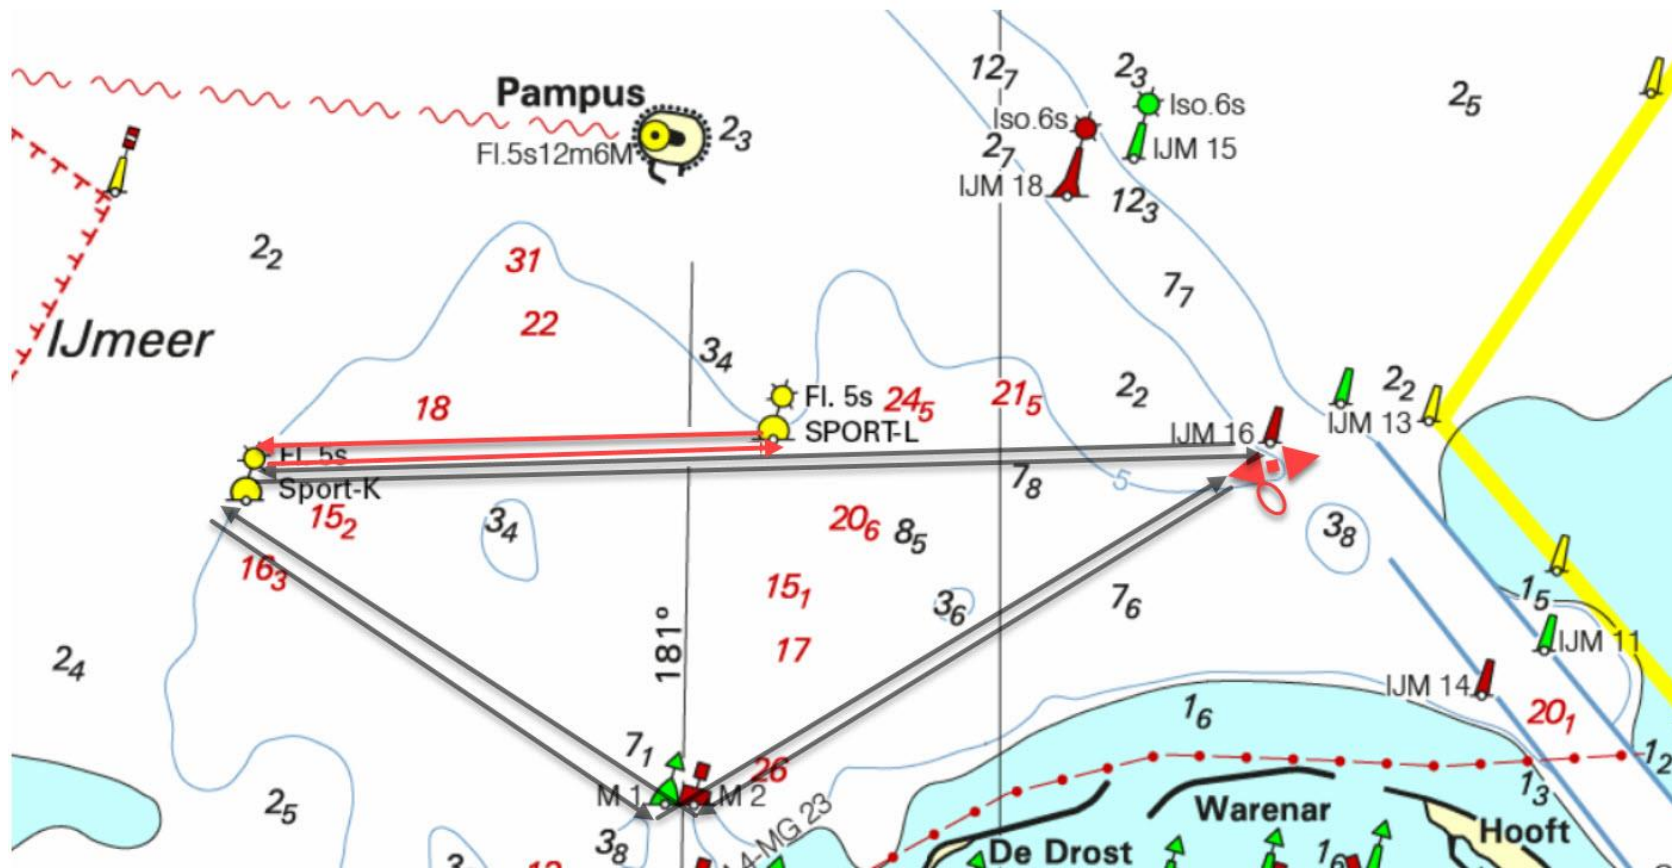 12₇
2₃
Iso.6s
2₅
Pampus
2₃
Iso.6s
Fl.5s12m6M
2₇
IJM 15
IJM 18
12₃
2₂
31
7₇
22
IJmeer
3₄
2₂
2₂
18
Fl. 5s
24₅
21₅
SPORT-L
IJM 16
IJM 13
Fl. 5s
Sport-K
7₈
5
15₂
3₄
20₆
8₅
3₈
16₃
15₁
3₆
7₆
1₅
17
IJM 11
181°
2₄
IJM 14
1₆
20₁
7₁
26
1₂
M 1
LM 2
1₃
2₅
Warenar
MG 23
3₈
Hooft
De Drost
1₆